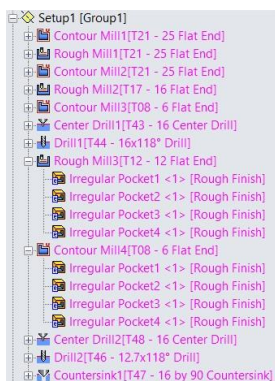 Setup1 [Group1]
Contour Mill1[T21 - 25 Flat End]
Rough Mill1[T21 - 25 Flat End]
Contour Mill2[T21 - 25 Flat End]
Rough Mill2[T17 - 16 Flat End]
Contour Mill3[T08 - 6 Flat End]
Center Drill1[T43 - 16 Center Drill]
Drill1[T44 - 16x118° Drill]
Rough Mill3[T12 - 12 Flat End]
Irregular Pocket1 <1> [Rough Finish]
Irregular Pocket2 <1> [Rough Finish]
Irregular Pocket3 <1> [Rough Finish]
Irregular Pocket4 <1> [Rough Finish]
Contour Mill4[T08 - 6 Flat End]
Irregular Pocket1 <1> [Rough Finish]
Irregular Pocket2 <1> [Rough Finish]
Irregular Pocket3 <1> [Rough Finish]
Irregular Pocket4 <1> [Rough Finish]
Center Drill2[T48 - 16 Center Drill]
Drill2[T46 - 12.7x118° Drill]
Countersink1[T47 - 16 by 90 Countersink]